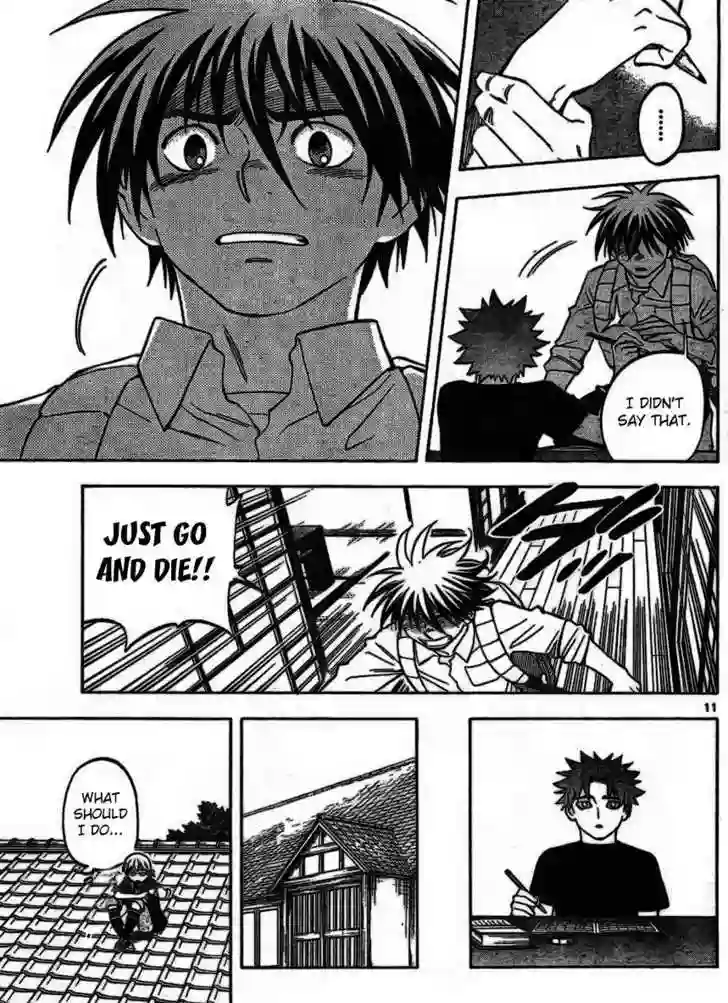 ........
I DIDN'T
SAY THAT.
JUST GO
AND DIE!!
11
WHAT
SHOULD
I DO...